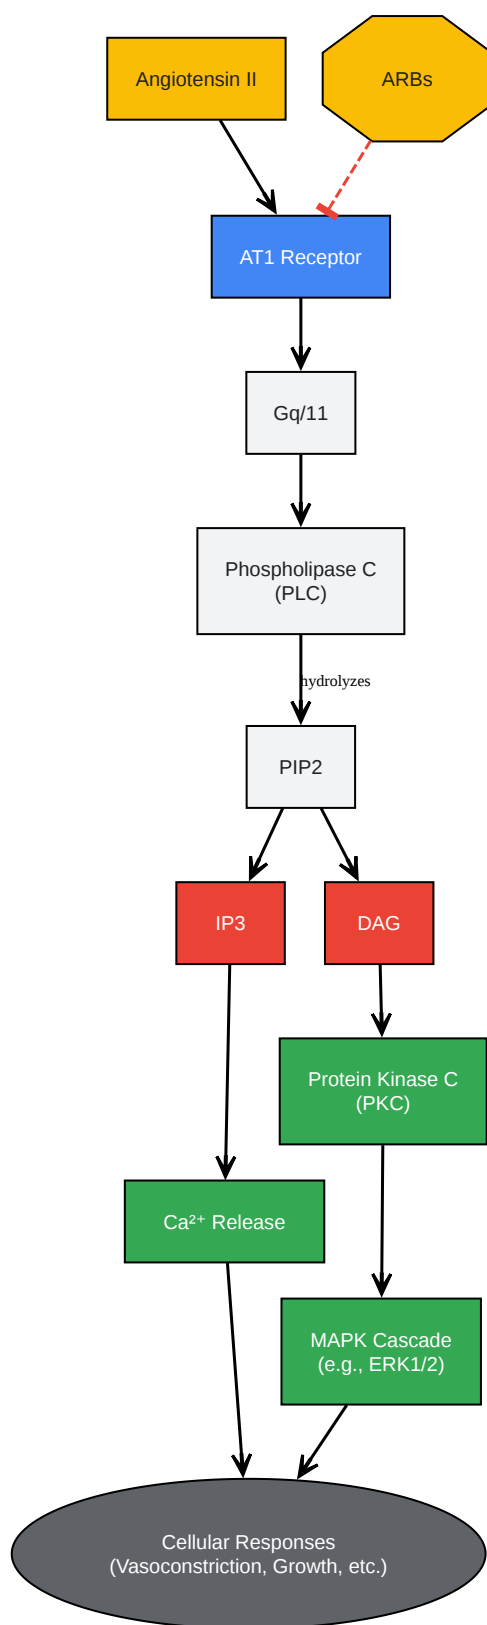 Angiotensin II
ARBs
AT1 Receptor
Gq/11
Phospholipase C
(PLC)
hydrolyzes
PIP2
IP3
DAG
Protein Kinase C
(PKC)
Ca²⁺ Release
MAPK Cascade
(e.g., ERK1/2)
Cellular Responses
(Vasoconstriction, Growth, etc.)